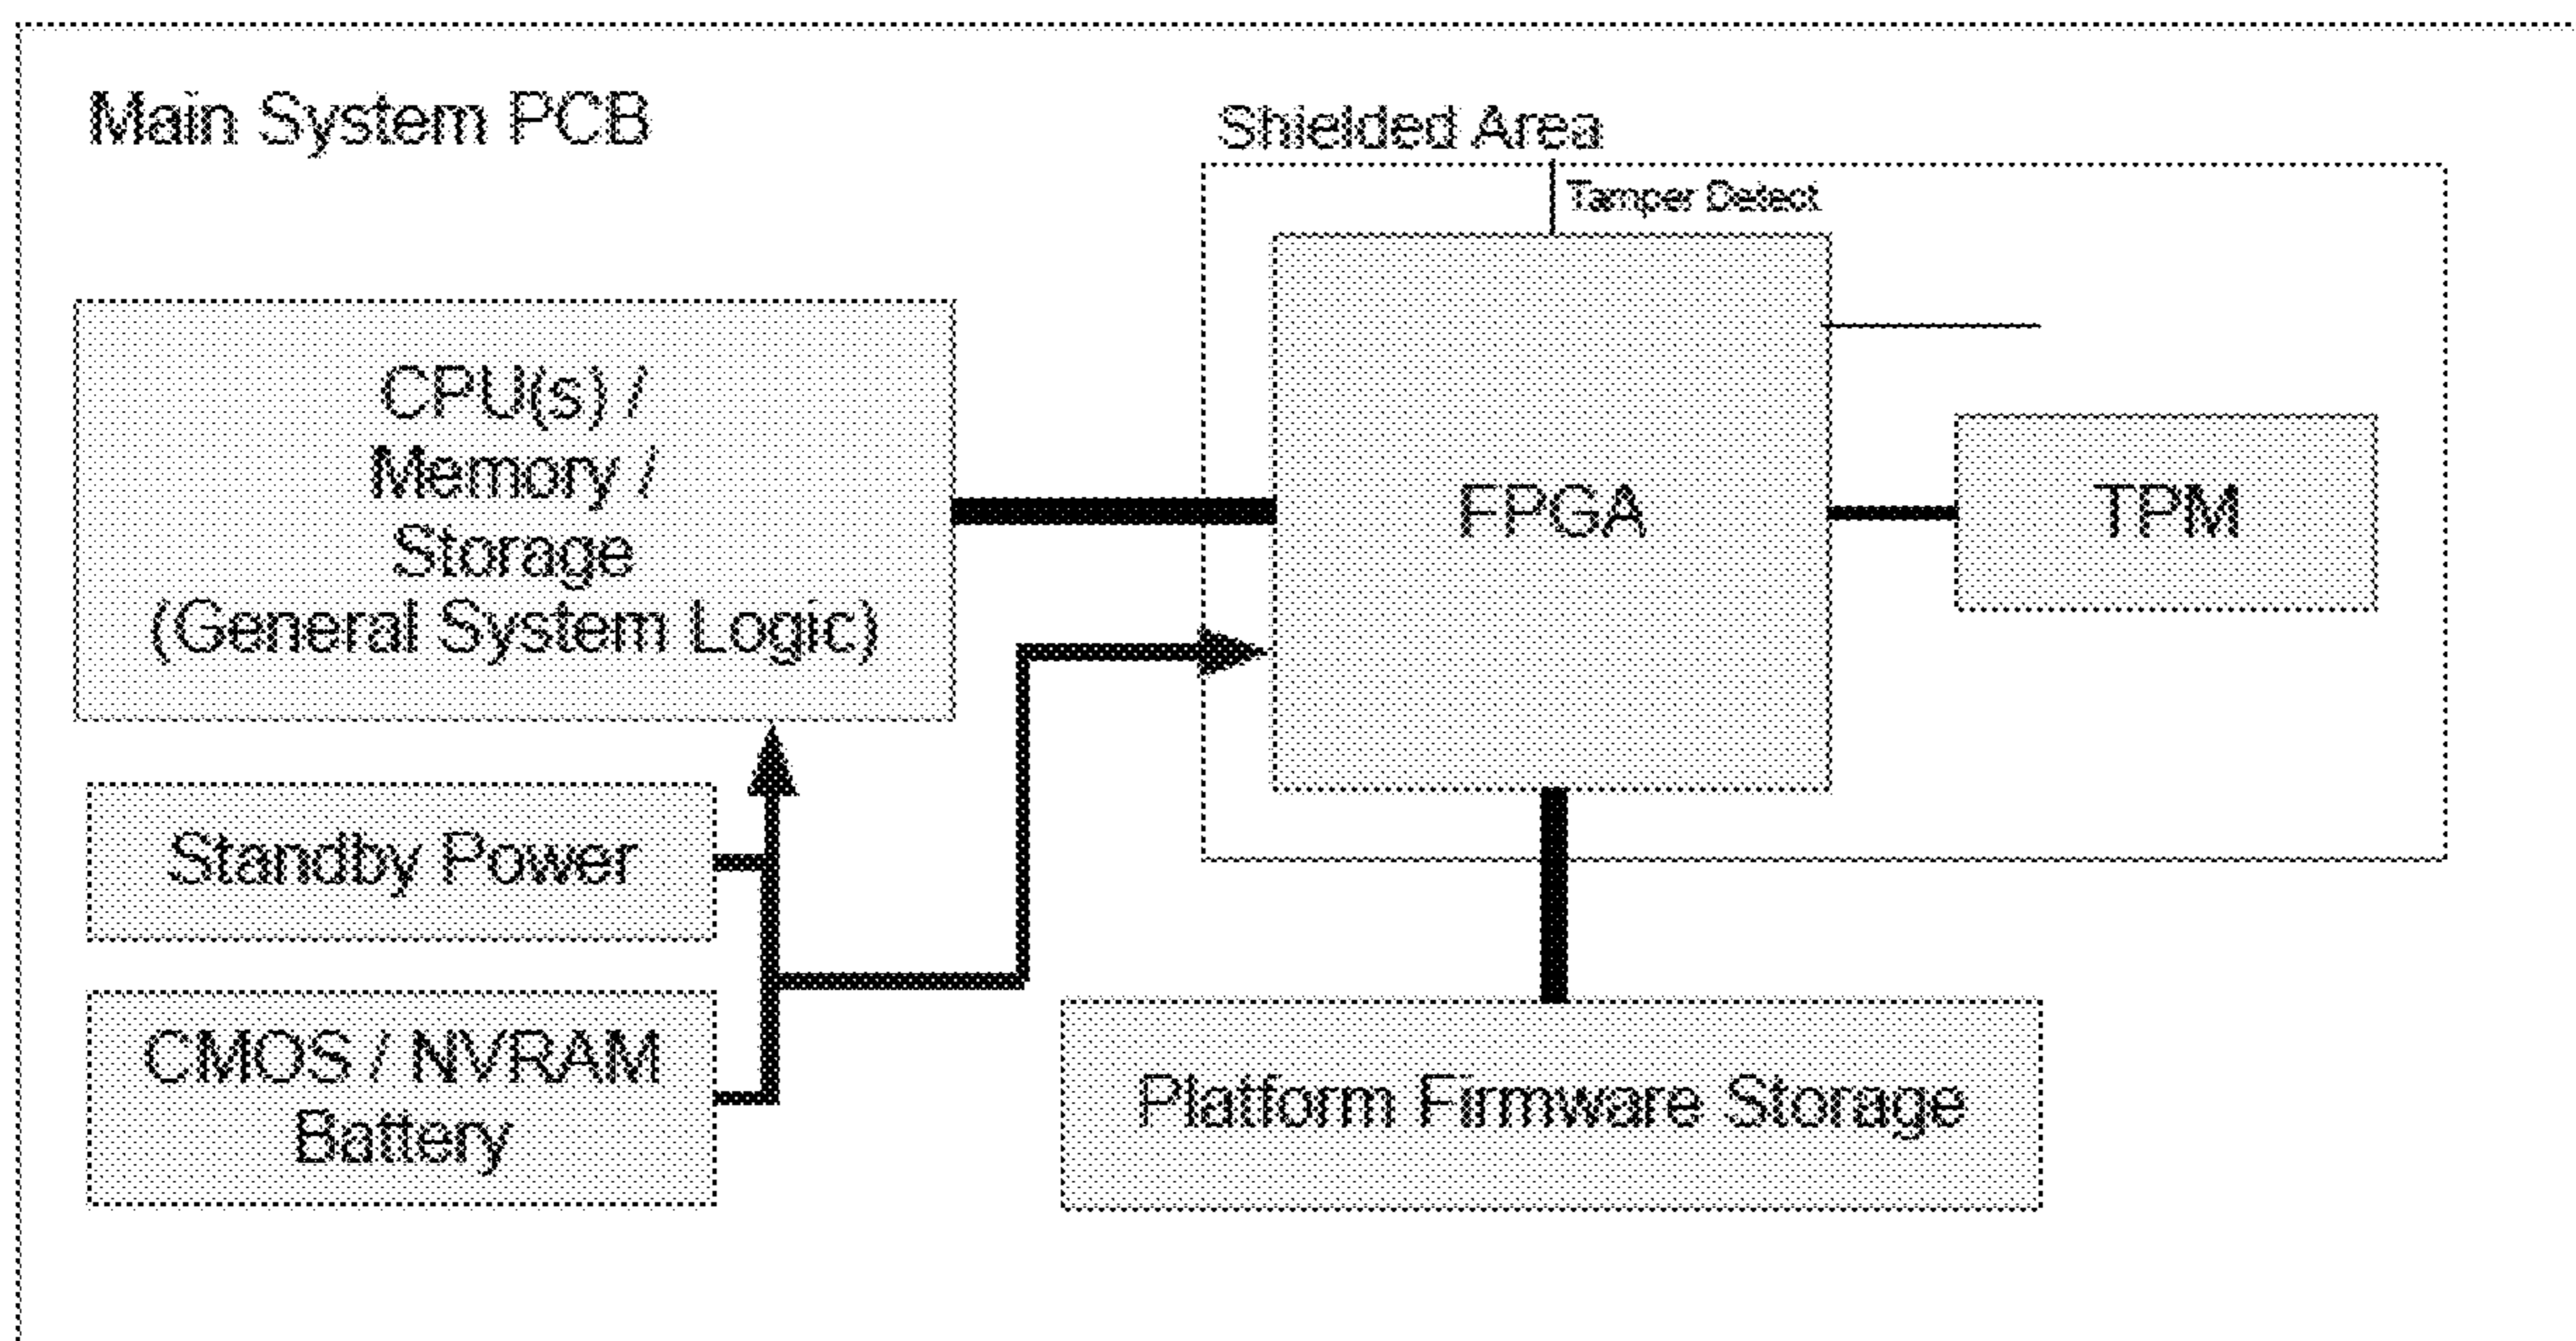 Main System PCB
Shielded Area
Tamper Detect
CPU(s) /
Memory /
Storage
(General System Logic)
FPGA
TPM
Standby Power
CMOS / NVRAM
Battery
Platform Firmware Storage